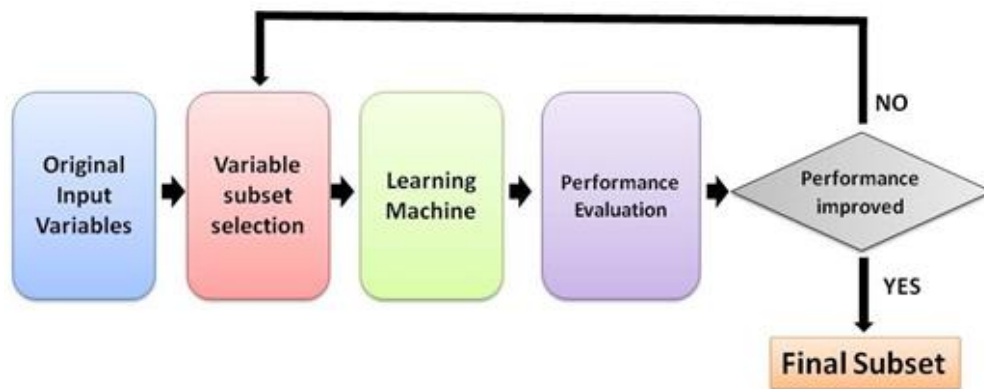 Original
Input
Variables
Variable
subset
selection
Learning
Machine
Performance
Evaluation
Performance
improved
NO
YES
Final Subset